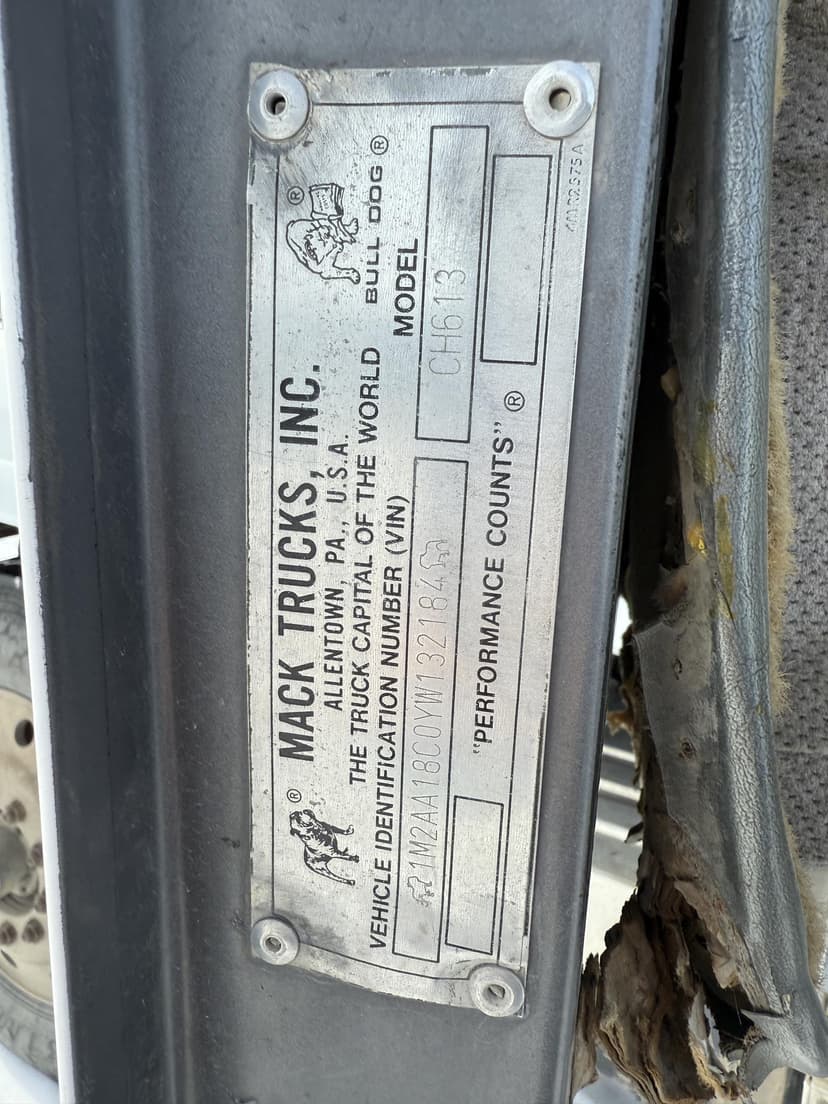 ® MACK TRUCKS, INC. ®
ALLENTOWN, PA., U.S.A.
THE TRUCK CAPITAL OF THE WORLD BULL DOG ®
VEHICLE IDENTIFICATION NUMBER (VIN) MODEL
1M2AA18C0YW132184 CH613
"PERFORMANCE COUNTS" ®